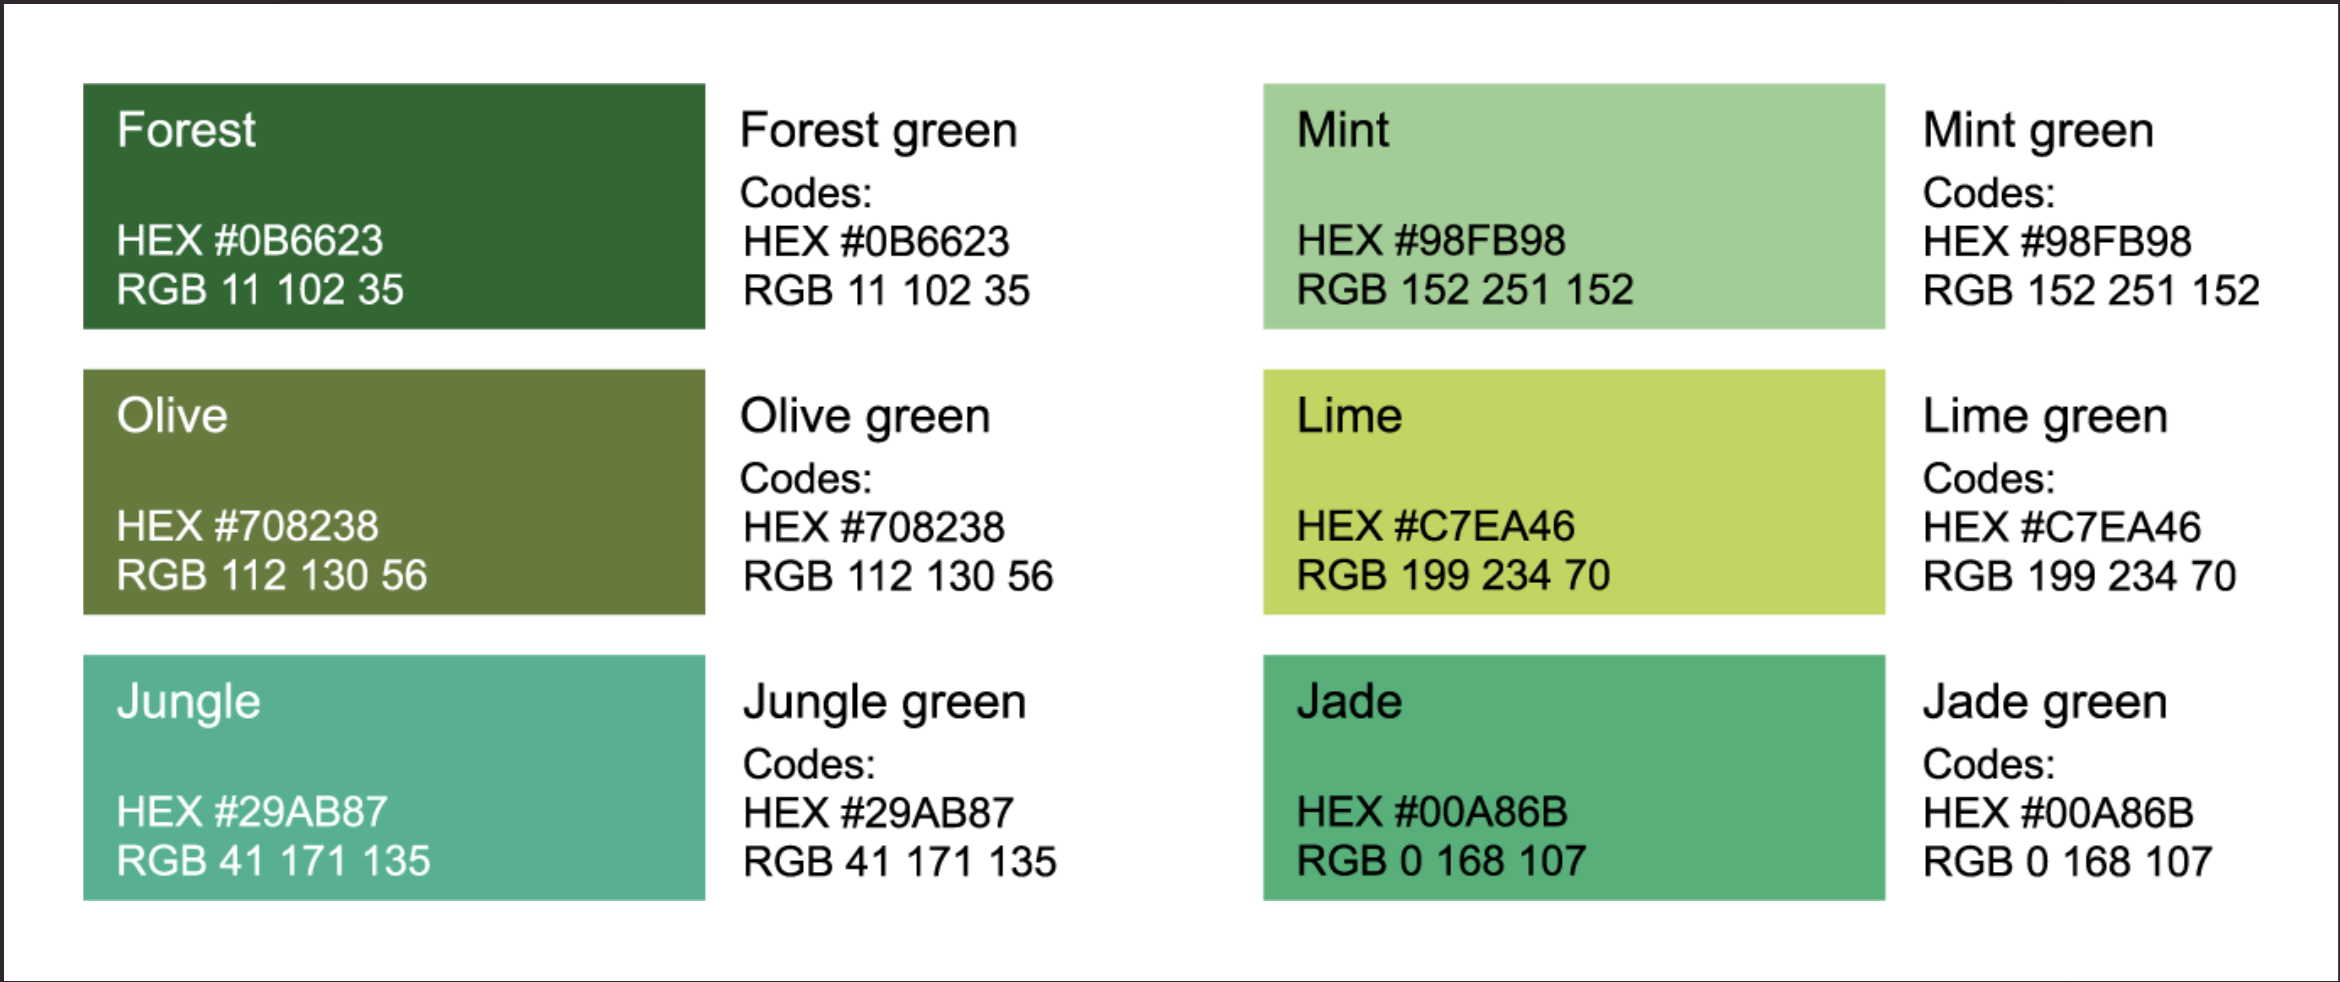 Forest
HEX #0B6623
RGB 11 102 35
Forest green
Codes:
HEX #0B6623
RGB 11 102 35
Mint
HEX #98FB98
RGB 152 251 152
Mint green
Codes:
HEX #98FB98
RGB 152 251 152
Olive
HEX #708238
RGB 112 130 56
Olive green
Codes:
HEX #708238
RGB 112 130 56
Lime
HEX #C7EA46
RGB 199 234 70
Lime green
Codes:
HEX #C7EA46
RGB 199 234 70
Jungle
HEX #29AB87
RGB 41 171 135
Jungle green
Codes:
HEX #29AB87
RGB 41 171 135
Jade
HEX #00A86B
RGB 0 168 107
Jade green
Codes:
HEX #00A86B
RGB 0 168 107